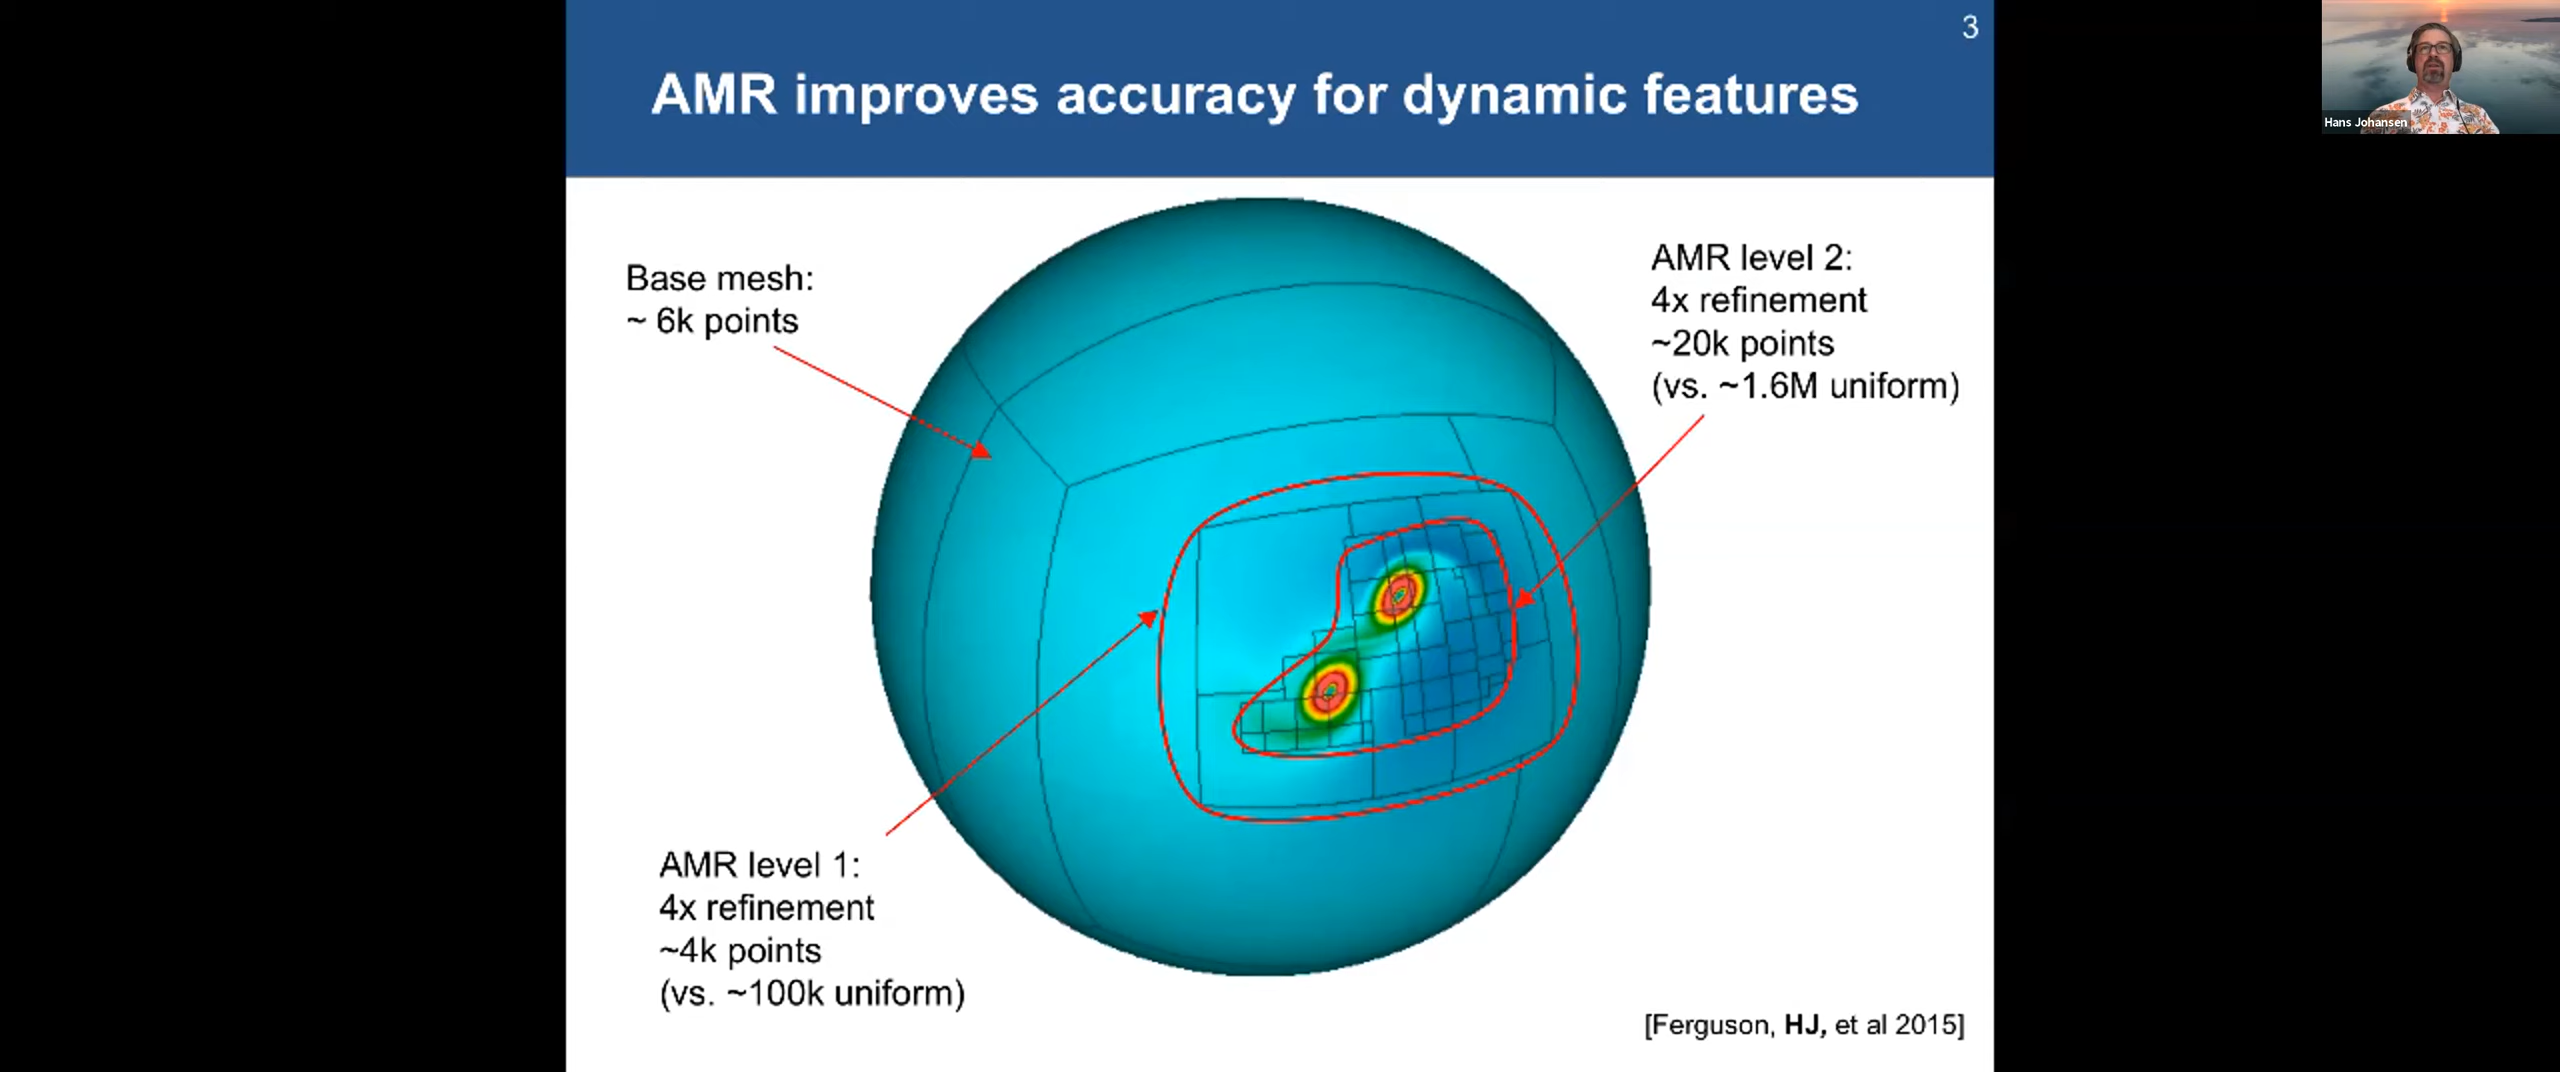 3
AMR improves accuracy for dynamic features
Hans Johansen
Base mesh:
~ 6k points
AMR level 2:
4x refinement
~20k points
(vs. ~1.6M uniform)
AMR level 1:
4x refinement
~4k points
(vs. ~100k uniform)
[Ferguson, HJ, et al 2015]